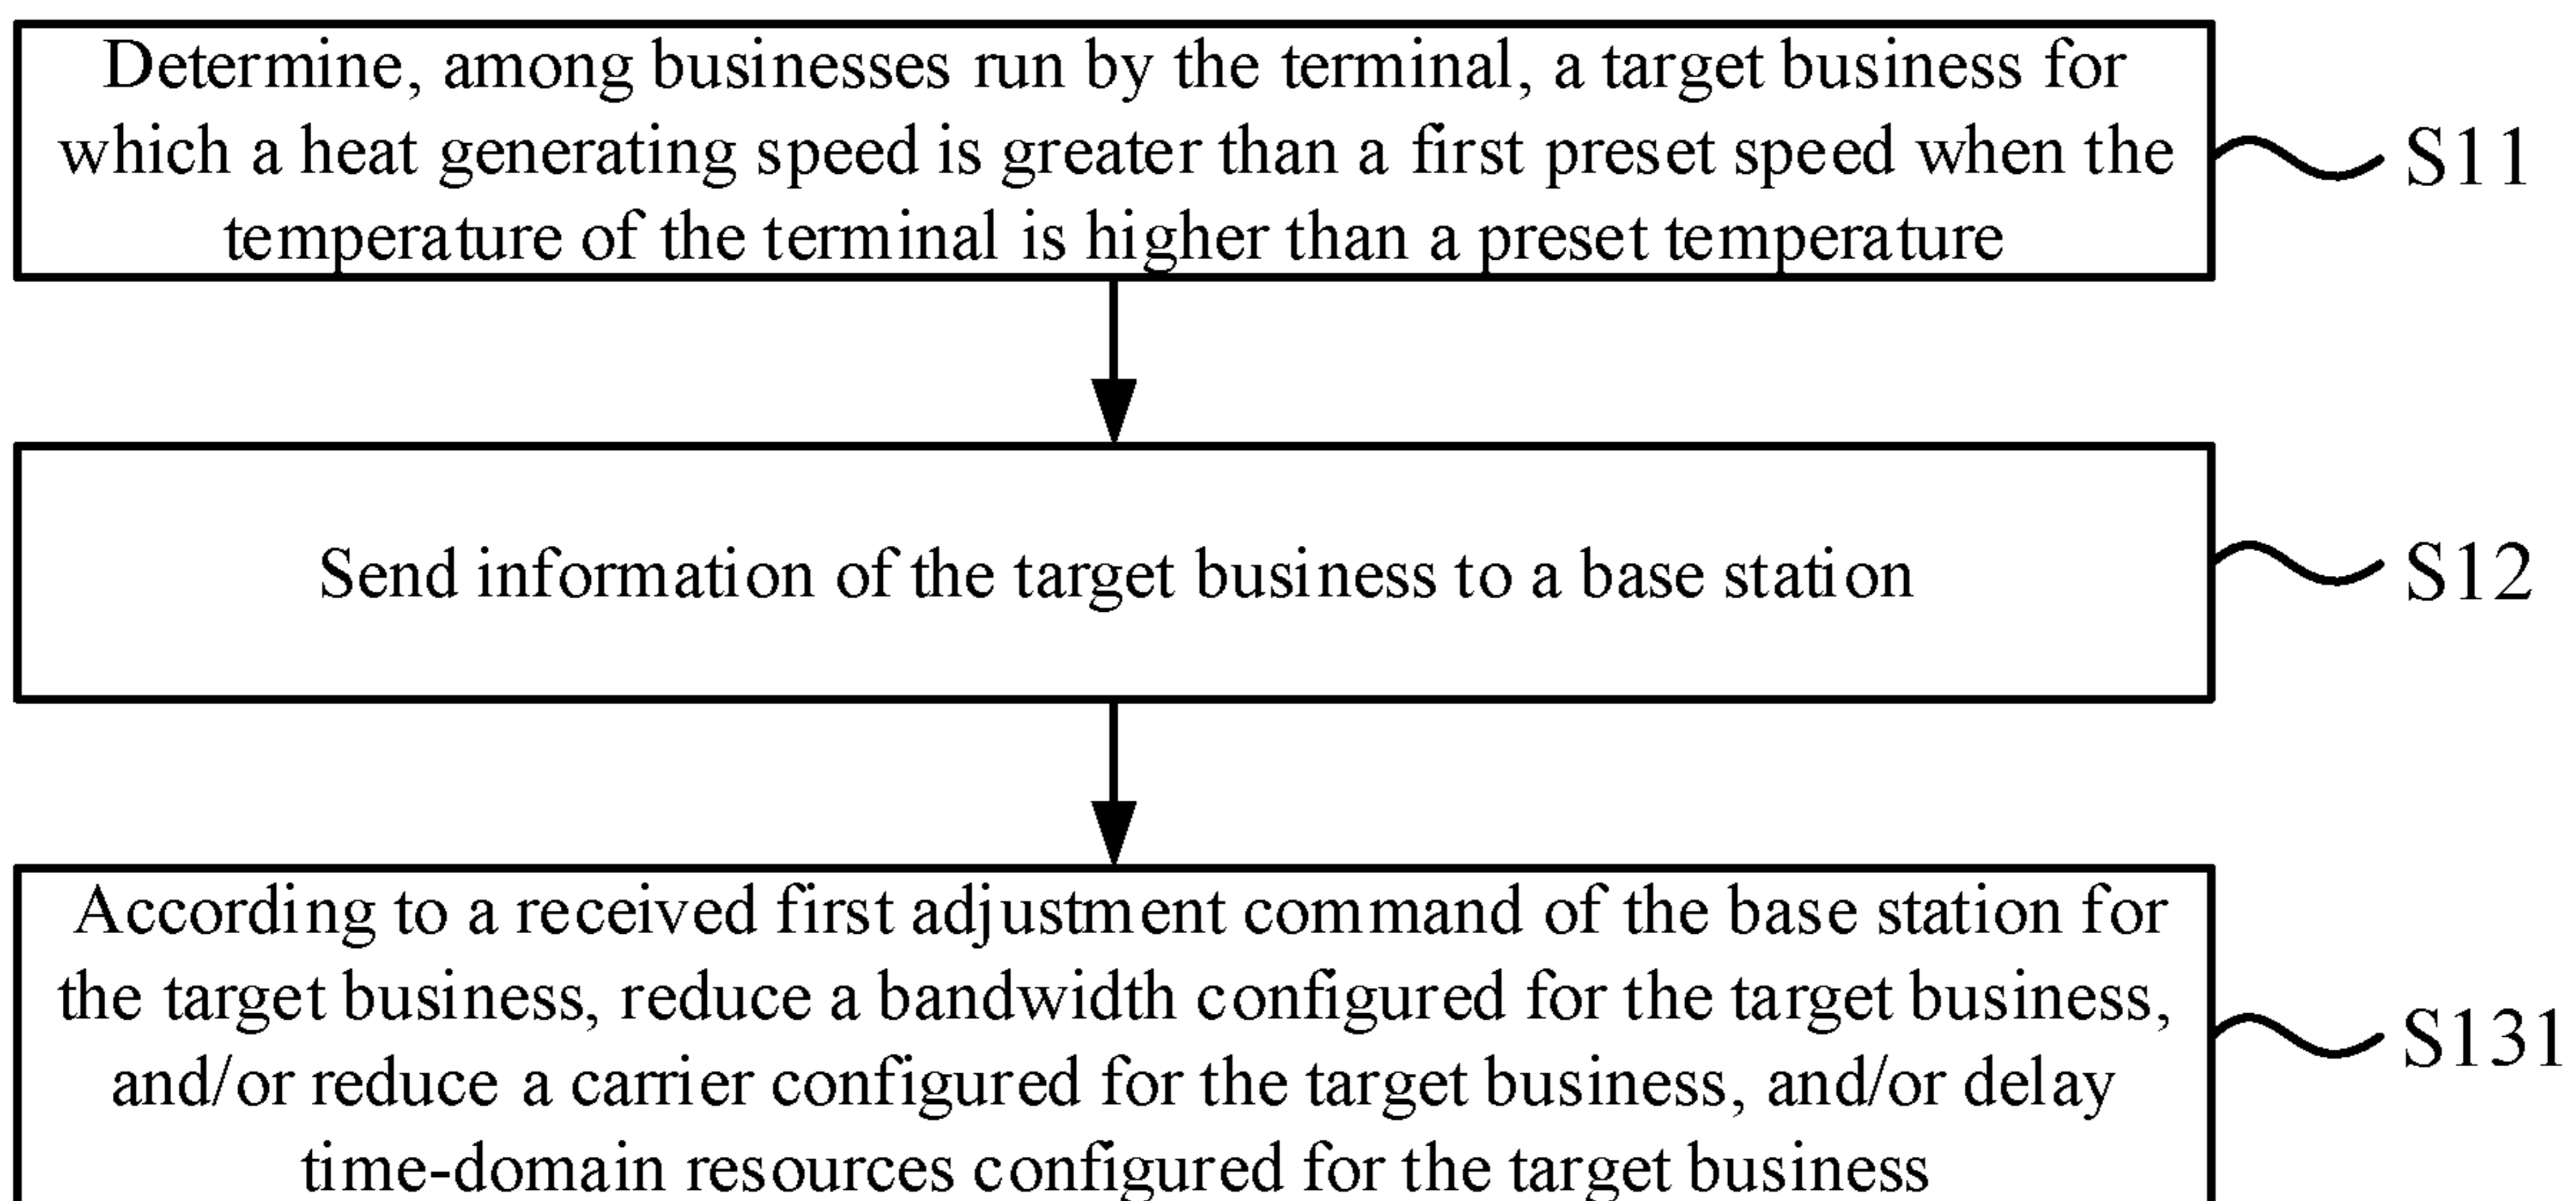 Determine, among businesses run by the terminal, a target business for
which a heat generating speed is greater than a first preset speed when the
temperature of the terminal is higher than a preset temperature
S11
Send information of the target business to a base station
S12
According to a received first adjustment command of the base station for
the target business, reduce a bandwidth configured for the target business,
and/or reduce a carrier configured for the target business, and/or delay
time-domain resources configured for the target business
S131